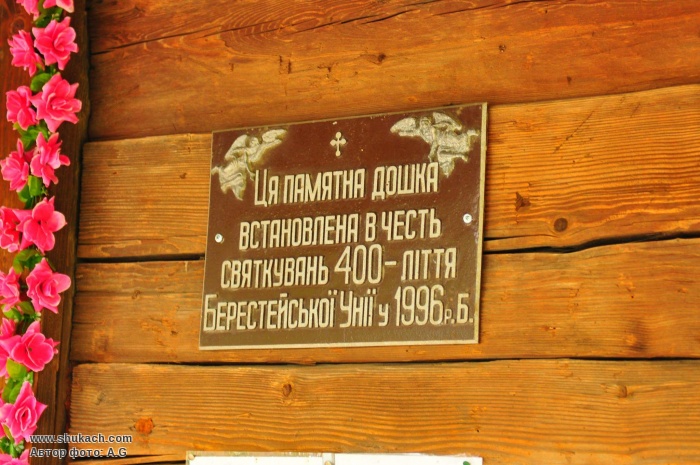 Ця памятна дошка
встановлена в честь
святкувань 400-ліття
Берестейської Унії у 1996 р.Б.
www.shukach.com
Автор фото: A.G